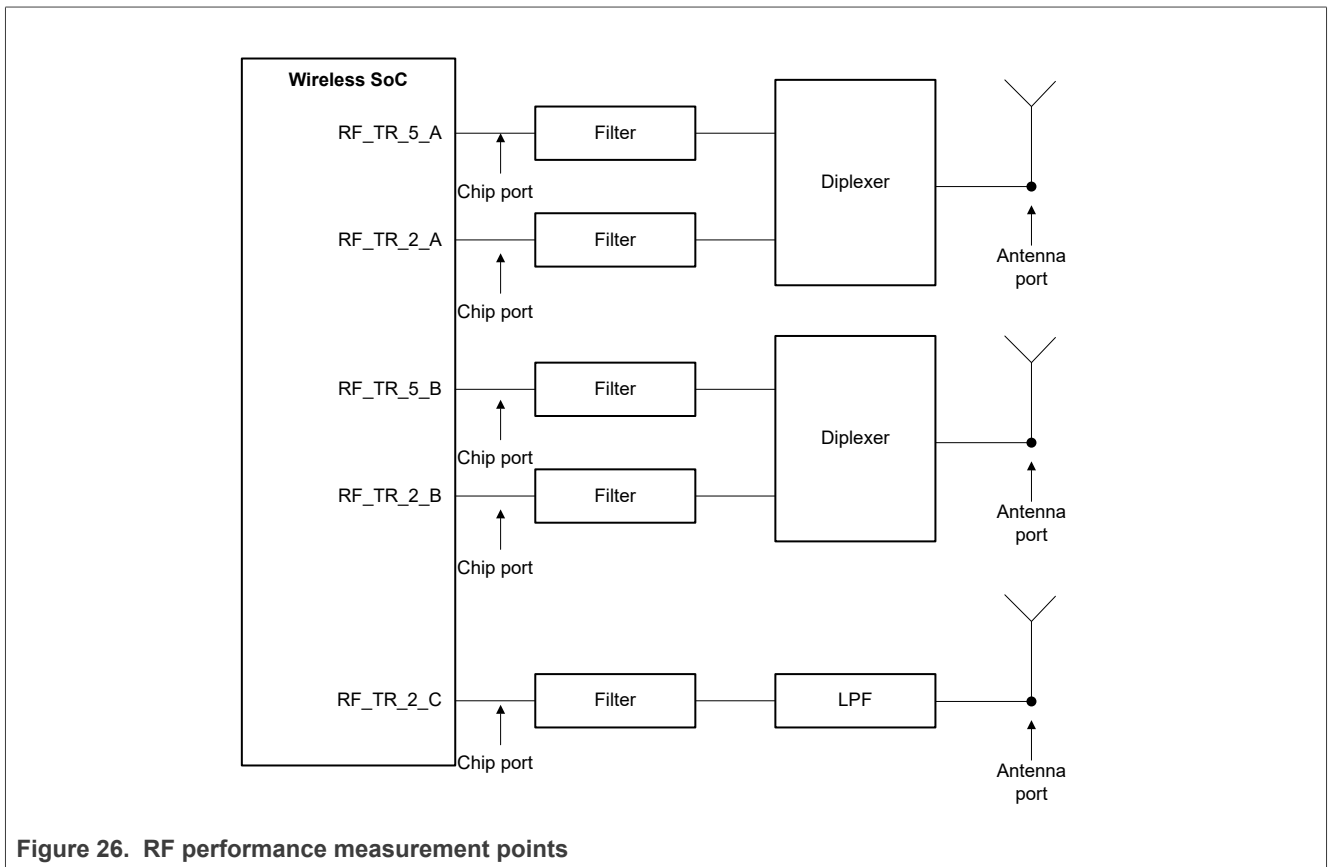 Wireless SoC
RF_TR_5_A
Filter
Chip port
Diplexer
RF_TR_2_A
Filter
Chip port
Antenna
port
RF_TR_5_B
Filter
Chip port
Diplexer
RF_TR_2_B
Filter
Chip port
Antenna
port
RF_TR_2_C
Filter
LPF
Chip port
Antenna
port
Figure 26. RF performance measurement points